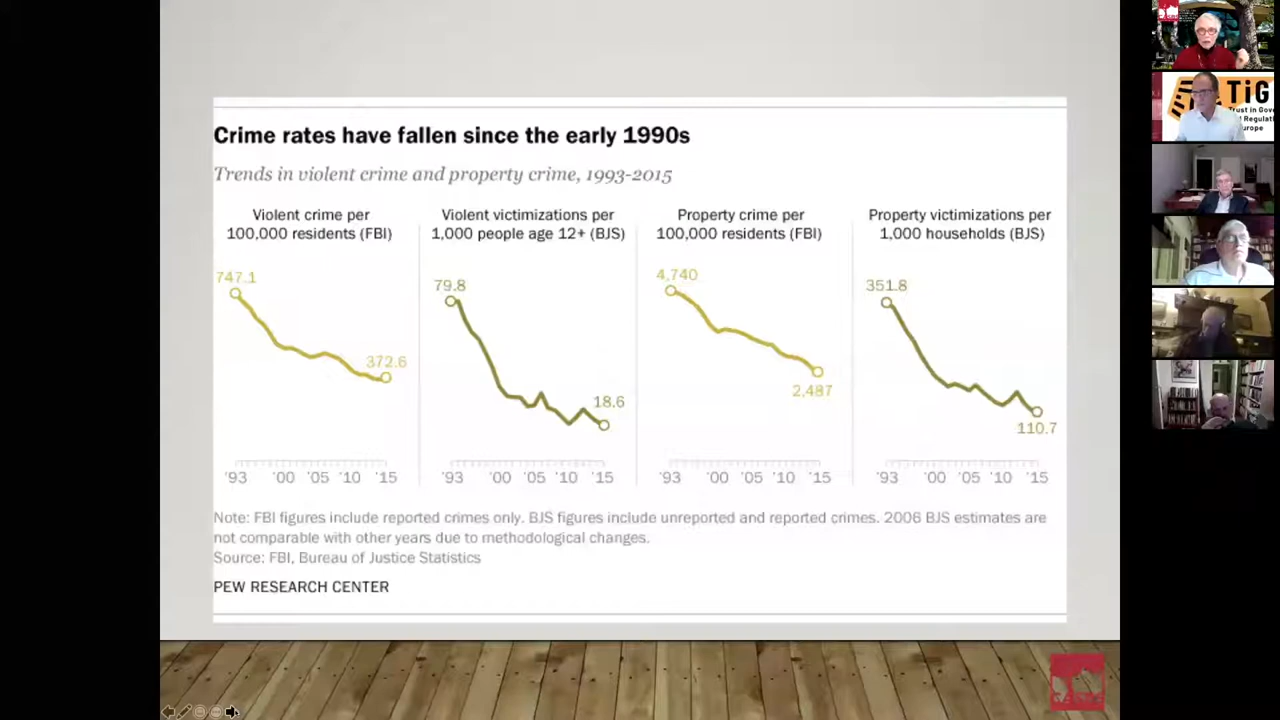 Crime rates have fallen since the early 1990s
Trends in violent crime and property crime, 1993-2015
Violent crime per
100,000 residents (FBI)
747.1
372.6
'93 '00 '05 '10 '15
Violent victimizations per
1,000 people age 12+ (BJS)
79.8
18.6
'93 '00 '05 '10 '15
Property crime per
100,000 residents (FBI)
4,740
2,487
'93 '00 '05 '10 '15
Property victimizations per
1,000 households (BJS)
351.8
110.7
'93 '00 '05 '10 '15
Note: FBI figures include reported crimes only. BJS figures include unreported and reported crimes. 2006 BJS estimates are
not comparable with other years due to methodological changes.
Source: FBI, Bureau of Justice Statistics
PEW RESEARCH CENTER
TiG
Trust in Gove
Regulati
urope